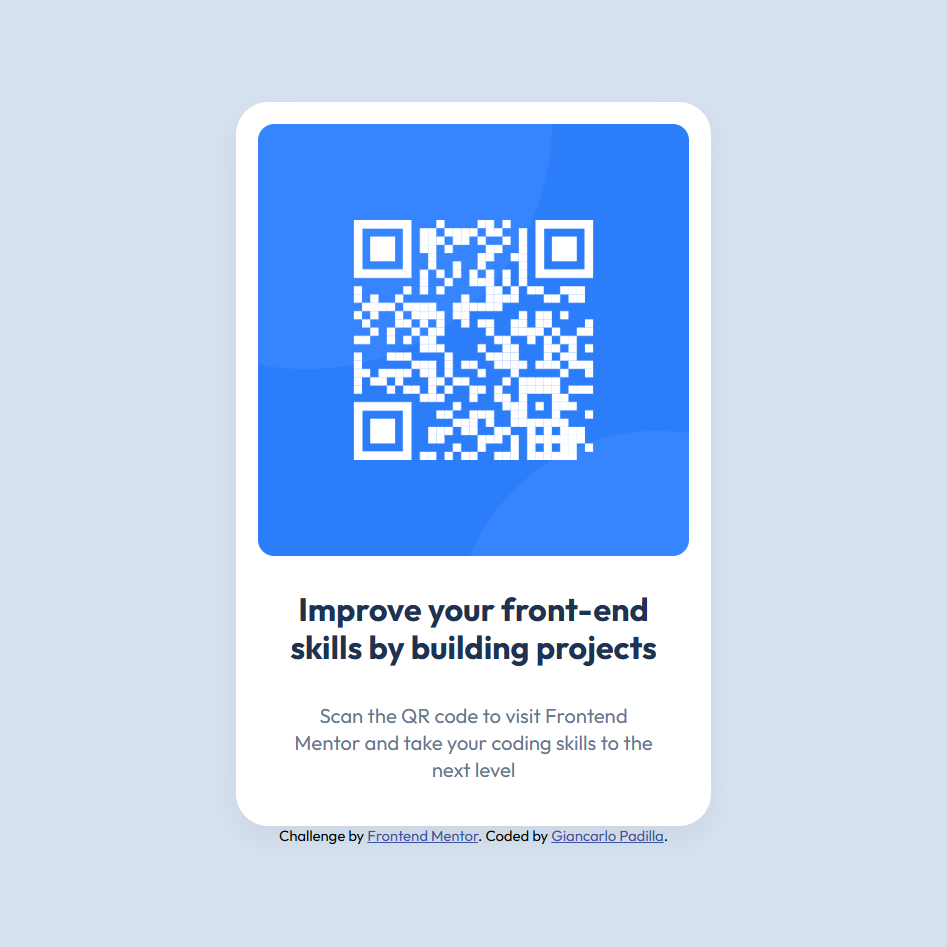 Improve your front-end
skills by building projects
Scan the QR code to visit Frontend
Mentor and take your coding skills to the
next level
Challenge by Frontend Mentor. Coded by Giancarlo Padilla.